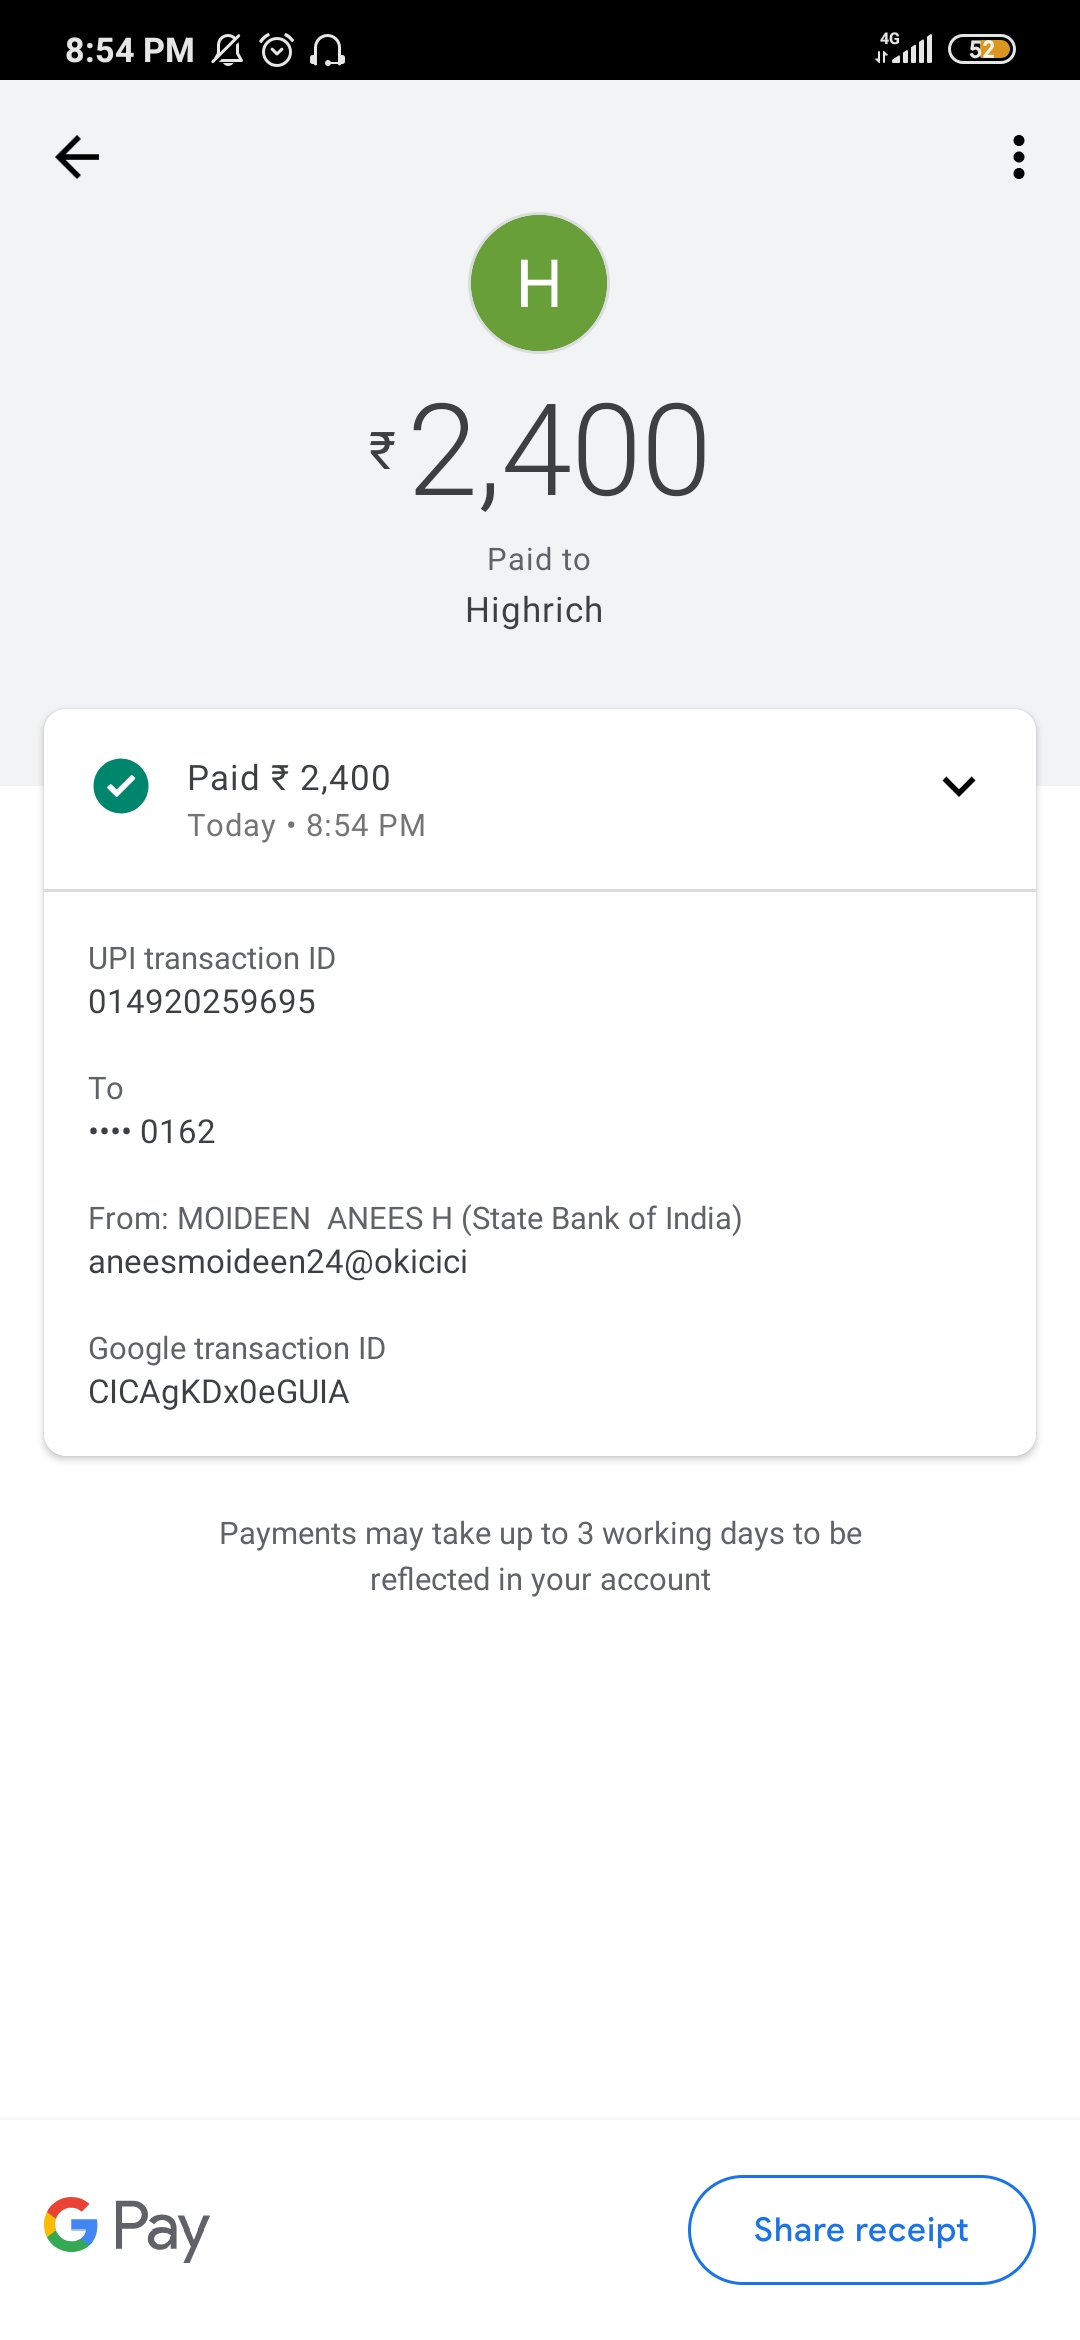 8:54 PM
4G
52
H
₹2,400
Paid to
Highrich
Paid ₹ 2,400
Today • 8:54 PM
UPI transaction ID
014920259695
To
•••• 0162
From: MOIDEEN  ANEES H (State Bank of India)
aneesmoideen24@okicici
Google transaction ID
CICAgKDx0eGUIA
Payments may take up to 3 working days to be
reflected in your account
G Pay
Share receipt